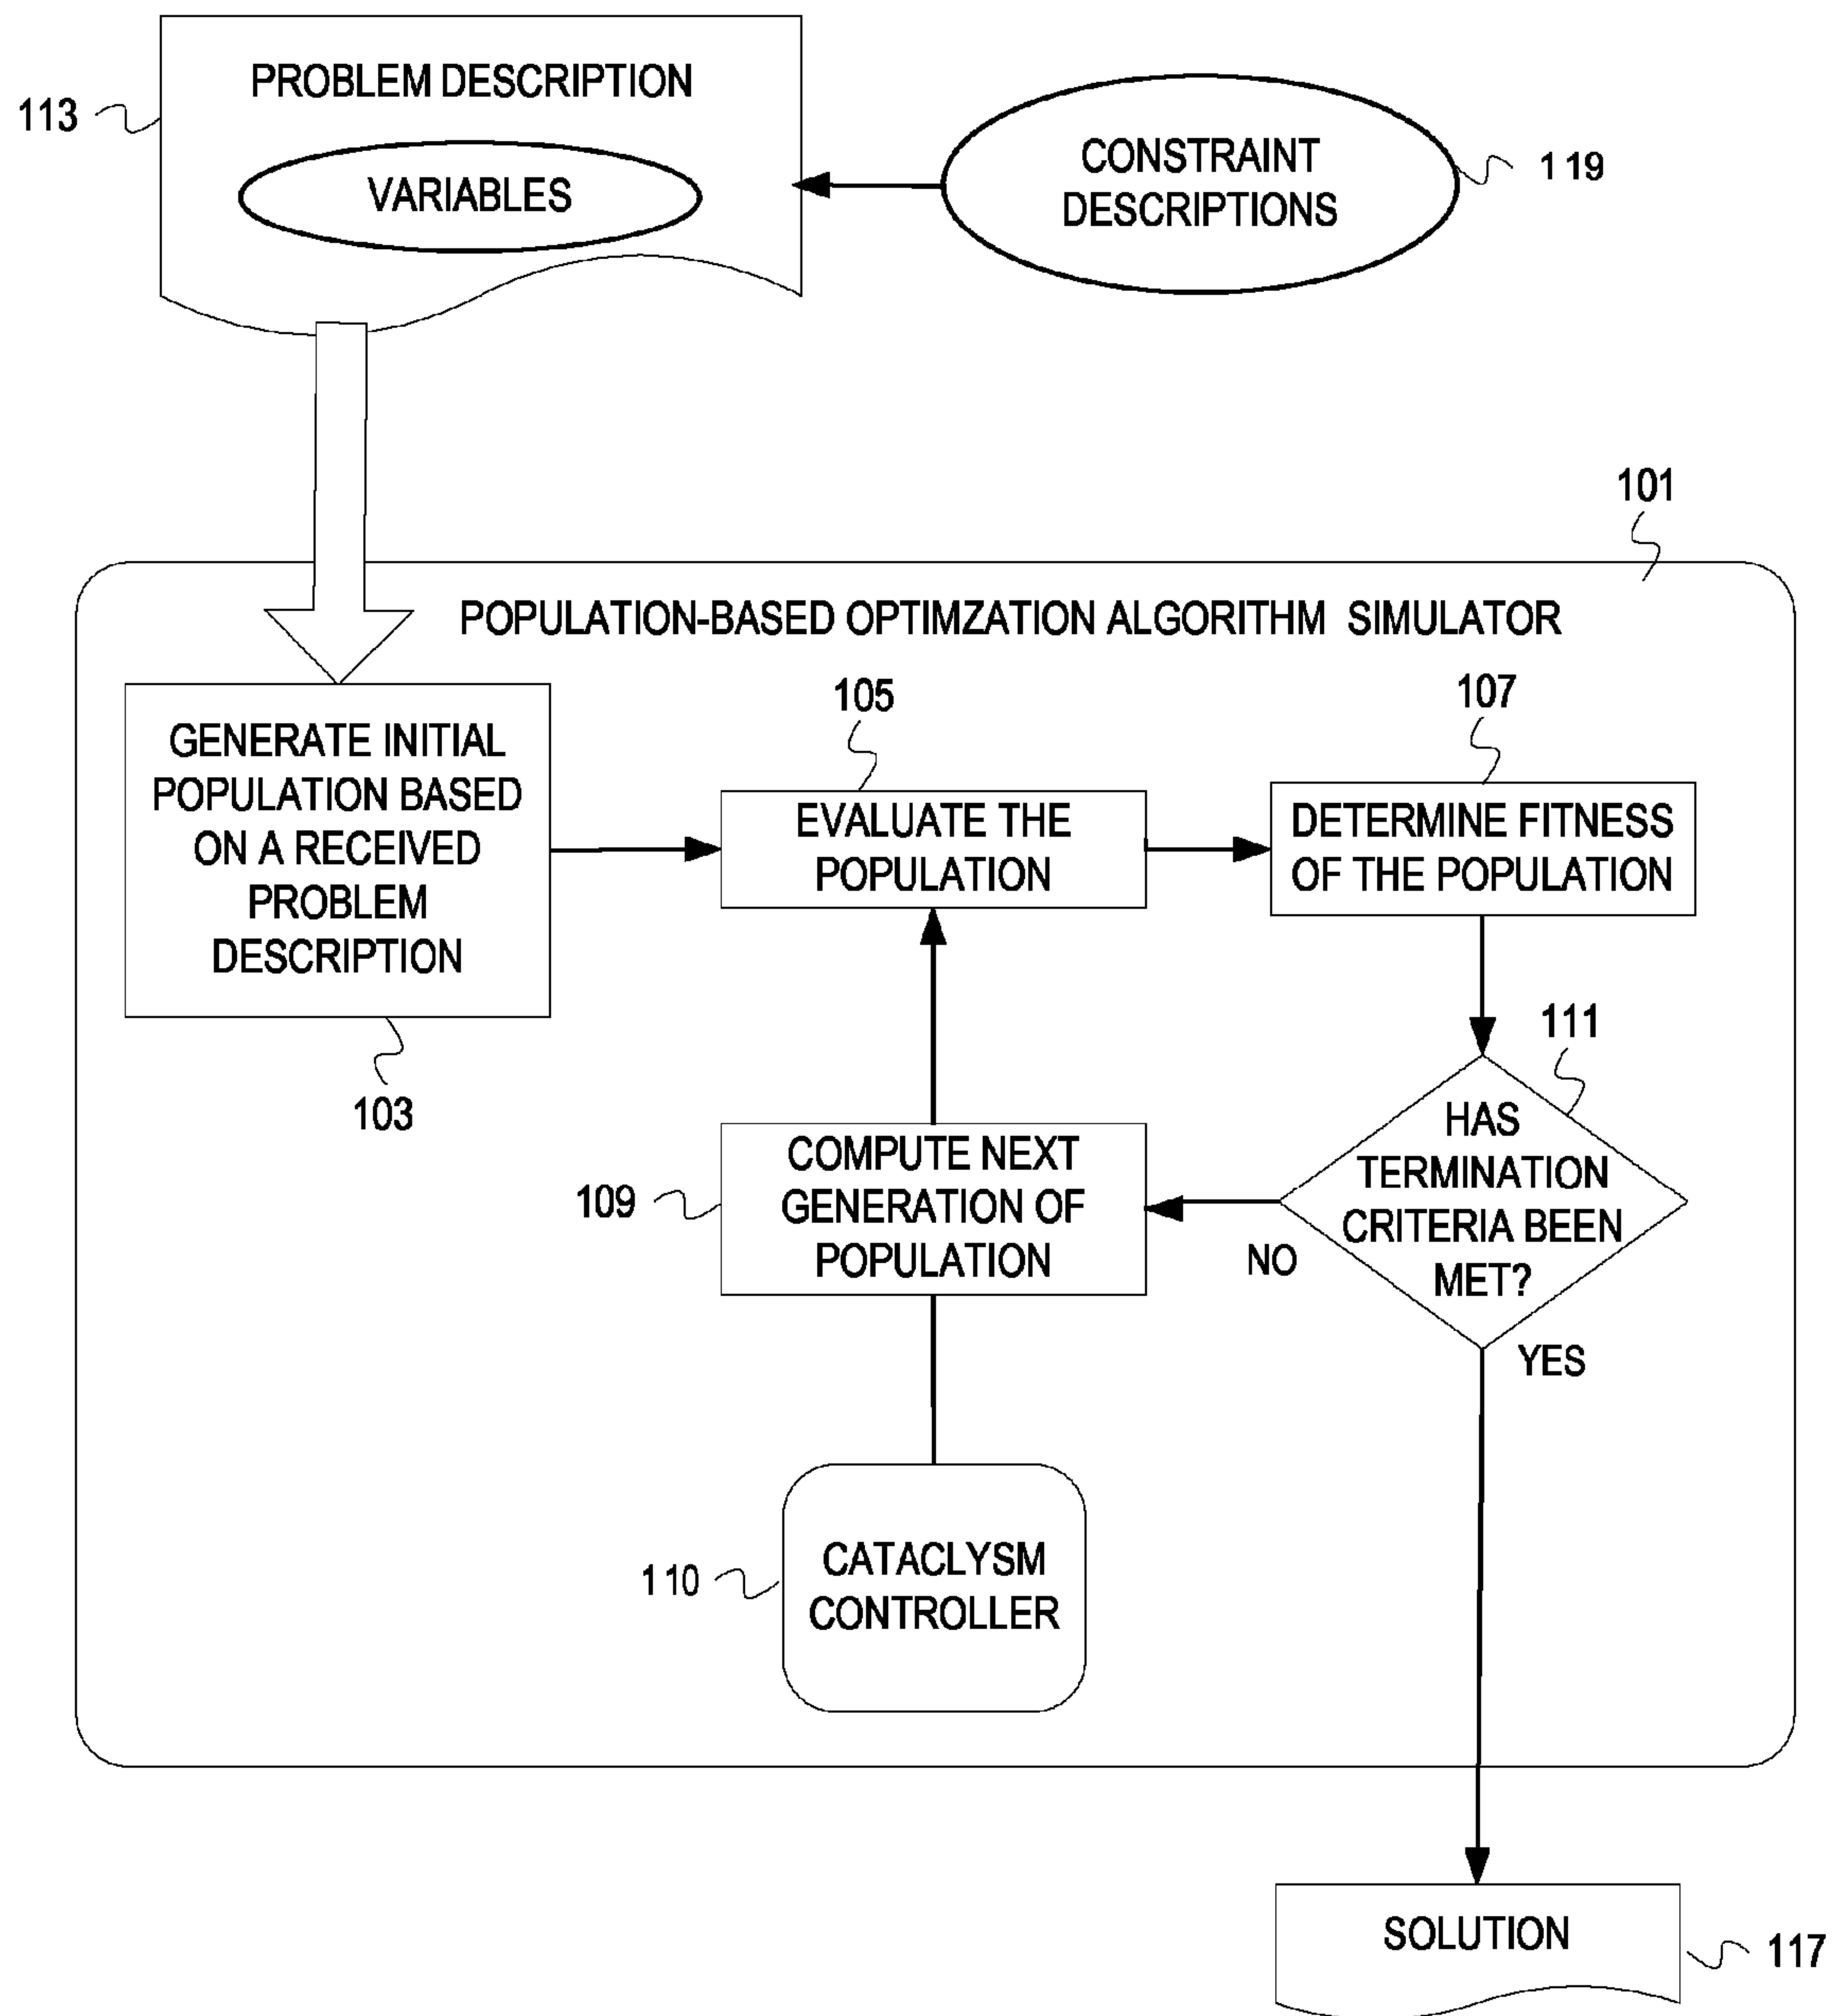 PROBLEM DESCRIPTION
113
VARIABLES
CONSTRAINT
DESCRIPTIONS
119
101
POPULATION-BASED OPTIMZATION ALGORITHM SIMULATOR
GENERATE INITIAL
POPULATION BASED
ON A RECEIVED
PROBLEM
DESCRIPTION
103
105
EVALUATE THE
POPULATION
107
DETERMINE FITNESS
OF THE POPULATION
111
HAS
TERMINATION
CRITERIA BEEN
MET?
NO
YES
109
COMPUTE NEXT
GENERATION OF
POPULATION
110
CATACLYSM
CONTROLLER
SOLUTION
117